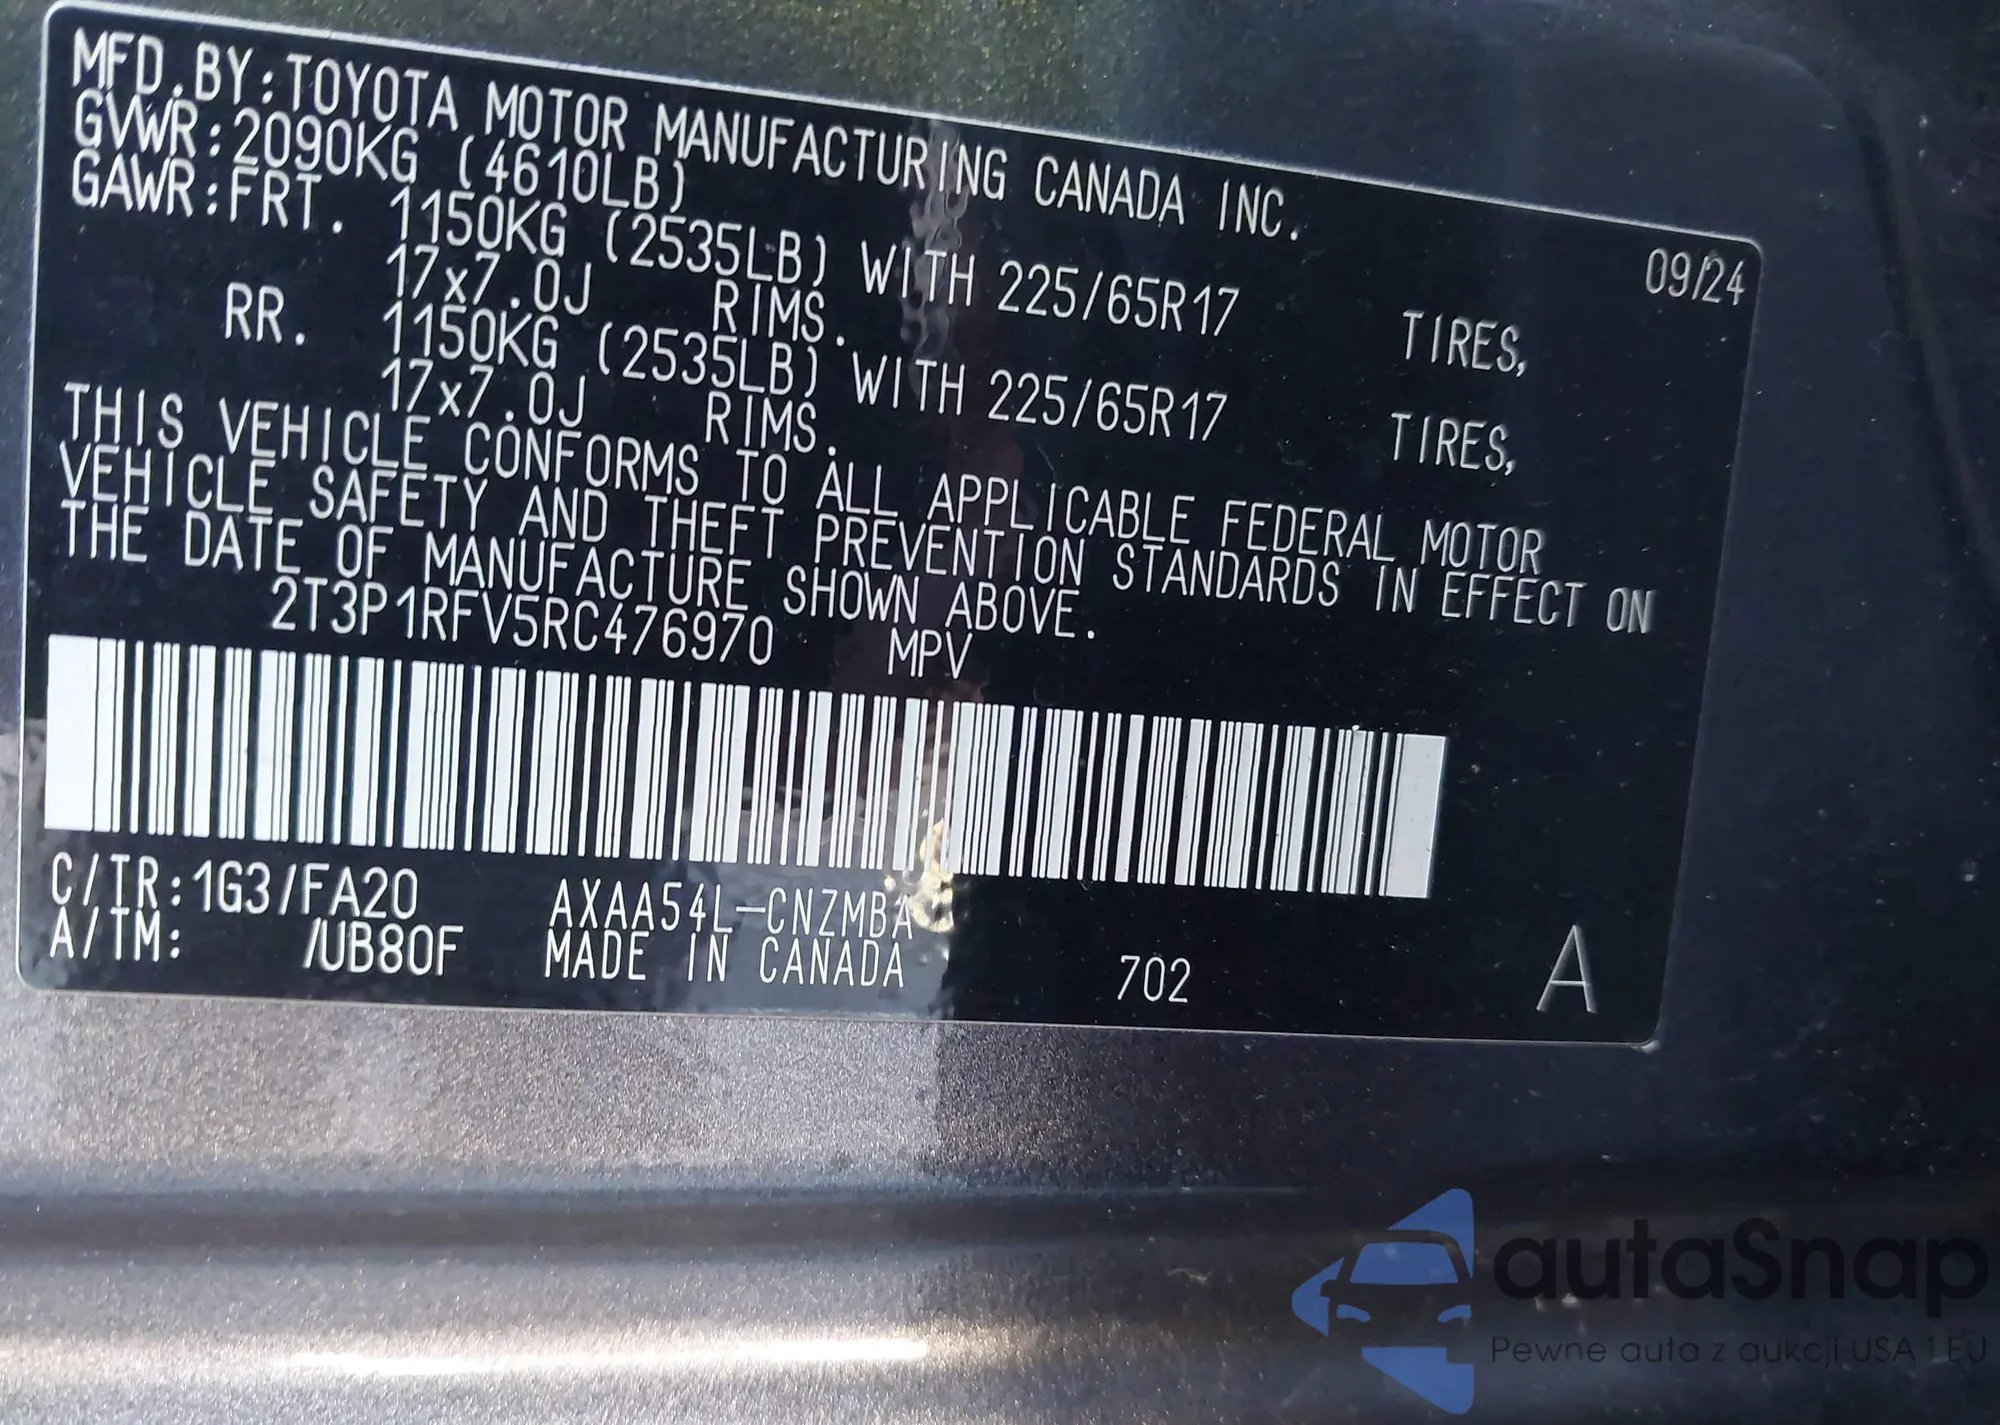 MFD.BY:TOYOTA MOTOR MANUFACTURING CANADA INC.
GVWR:2090KG (4610LB) 09/24
GAWR:FRT. 1150KG (2535LB) WITH 225/65R17 TIRES,
17x7.0J RIMS.
RR. 1150KG (2535LB) WITH 225/65R17 TIRES,
17x7.0J RIMS.
THIS VEHICLE CONFORMS TO ALL APPLICABLE FEDERAL MOTOR
VEHICLE SAFETY AND THEFT PREVENTION STANDARDS IN EFFECT ON
THE DATE OF MANUFACTURE SHOWN ABOVE.
2T3P1RFV5RC476970 MPV
C/TR:1G3/FA20 AXAA54L-CNZMBA
A/TM: /UB80F MADE IN CANADA 702 A
autaSnap
Pewne auta z aukcji USA i EU